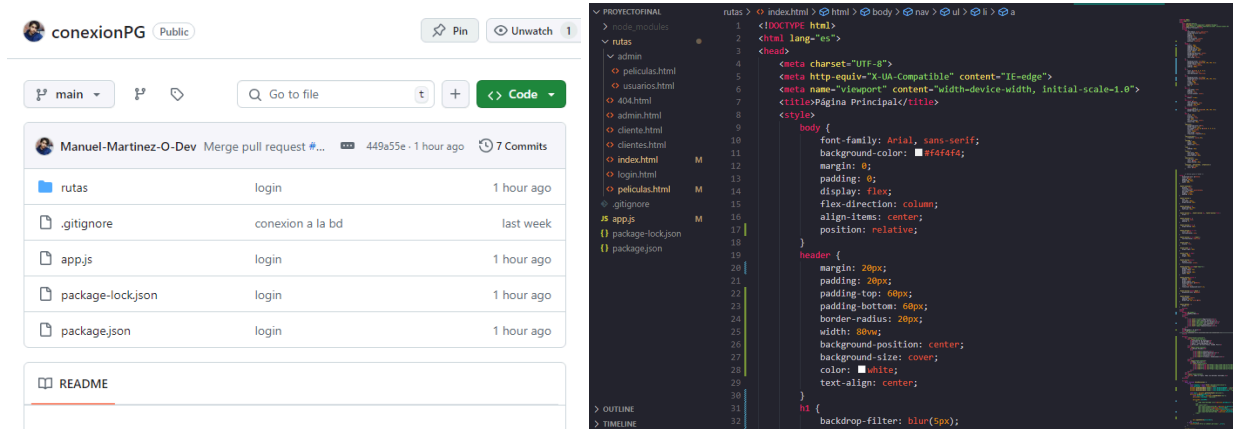 conexionPG Public Pin Unwatch 1
main Go to file t + <> Code
Manuel-Martinez-O-Dev Merge pull request #... 449a55e · 1 hour ago 7 Commits
rutas login 1 hour ago
.gitignore conexion a la bd last week
app.js login 1 hour ago
package-lock.json login 1 hour ago
package.json login 1 hour ago
README
PROYECTOFINAL
node_modules
rutas
admin
peliculas.html
usuarios.html
404.html
admin.html
cliente.html
clientes.html
index.html M
login.html
peliculas.html M
.gitignore
JS app.js M
{} package-lock.json
{} package.json
OUTLINE
TIMELINE
rutas > <> index.html > html > body > nav > ul > li > a
1 <!DOCTYPE html>
2 <html lang="es">
3 <head>
4 <meta charset="UTF-8">
5 <meta http-equiv="X-UA-Compatible" content="IE=edge">
6 <meta name="viewport" content="width=device-width, initial-scale=1.0">
7 <title>Página Principal</title>
8 <style>
9 body {
10 font-family: Arial, sans-serif;
11 background-color: #f4f4f4;
12 margin: 0;
13 padding: 0;
14 display: flex;
15 flex-direction: column;
16 align-items: center;
17 position: relative;
18 }
19 header {
20 margin: 20px;
21 padding: 20px;
22 padding-top: 60px;
23 padding-bottom: 60px;
24 border-radius: 20px;
25 width: 80vw;
26 background-position: center;
27 background-size: cover;
28 color: white;
29 text-align: center;
30 }
31 h1 {
32 backdrop-filter: blur(5px);